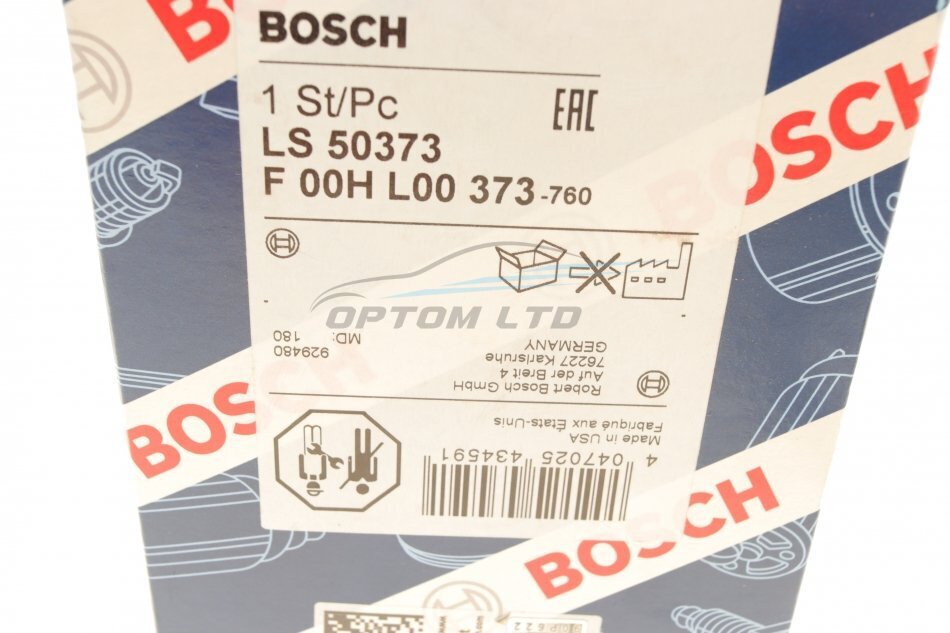 BOSCH
BOSCH
BOSCH
1 St/Pc
EAC
LS 50373
F 00H L00 373-760
OPTOM LTD
MD: 180
929480
GERMANY
76227 Karlsruhe
Auf der Breit 4
Robert Bosch GmbH
Fabriqué aux États-Unis
Made in USA
4 047025 434591
BOSCH
BOSCH